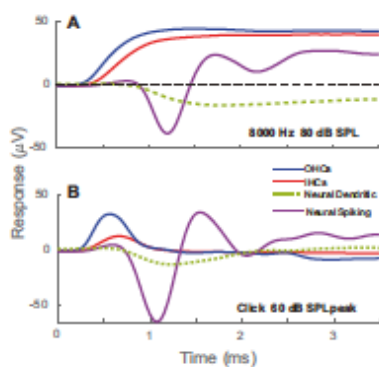 A
50
0
-50
8000 Hz 80 dB SPL
Response (µV)
OHCs
IHCs
Neural Dendritic
Neural Spiking
B
50
0
-50
Click 60 dB SPLpeak
0
1
2
3
Time (ms)